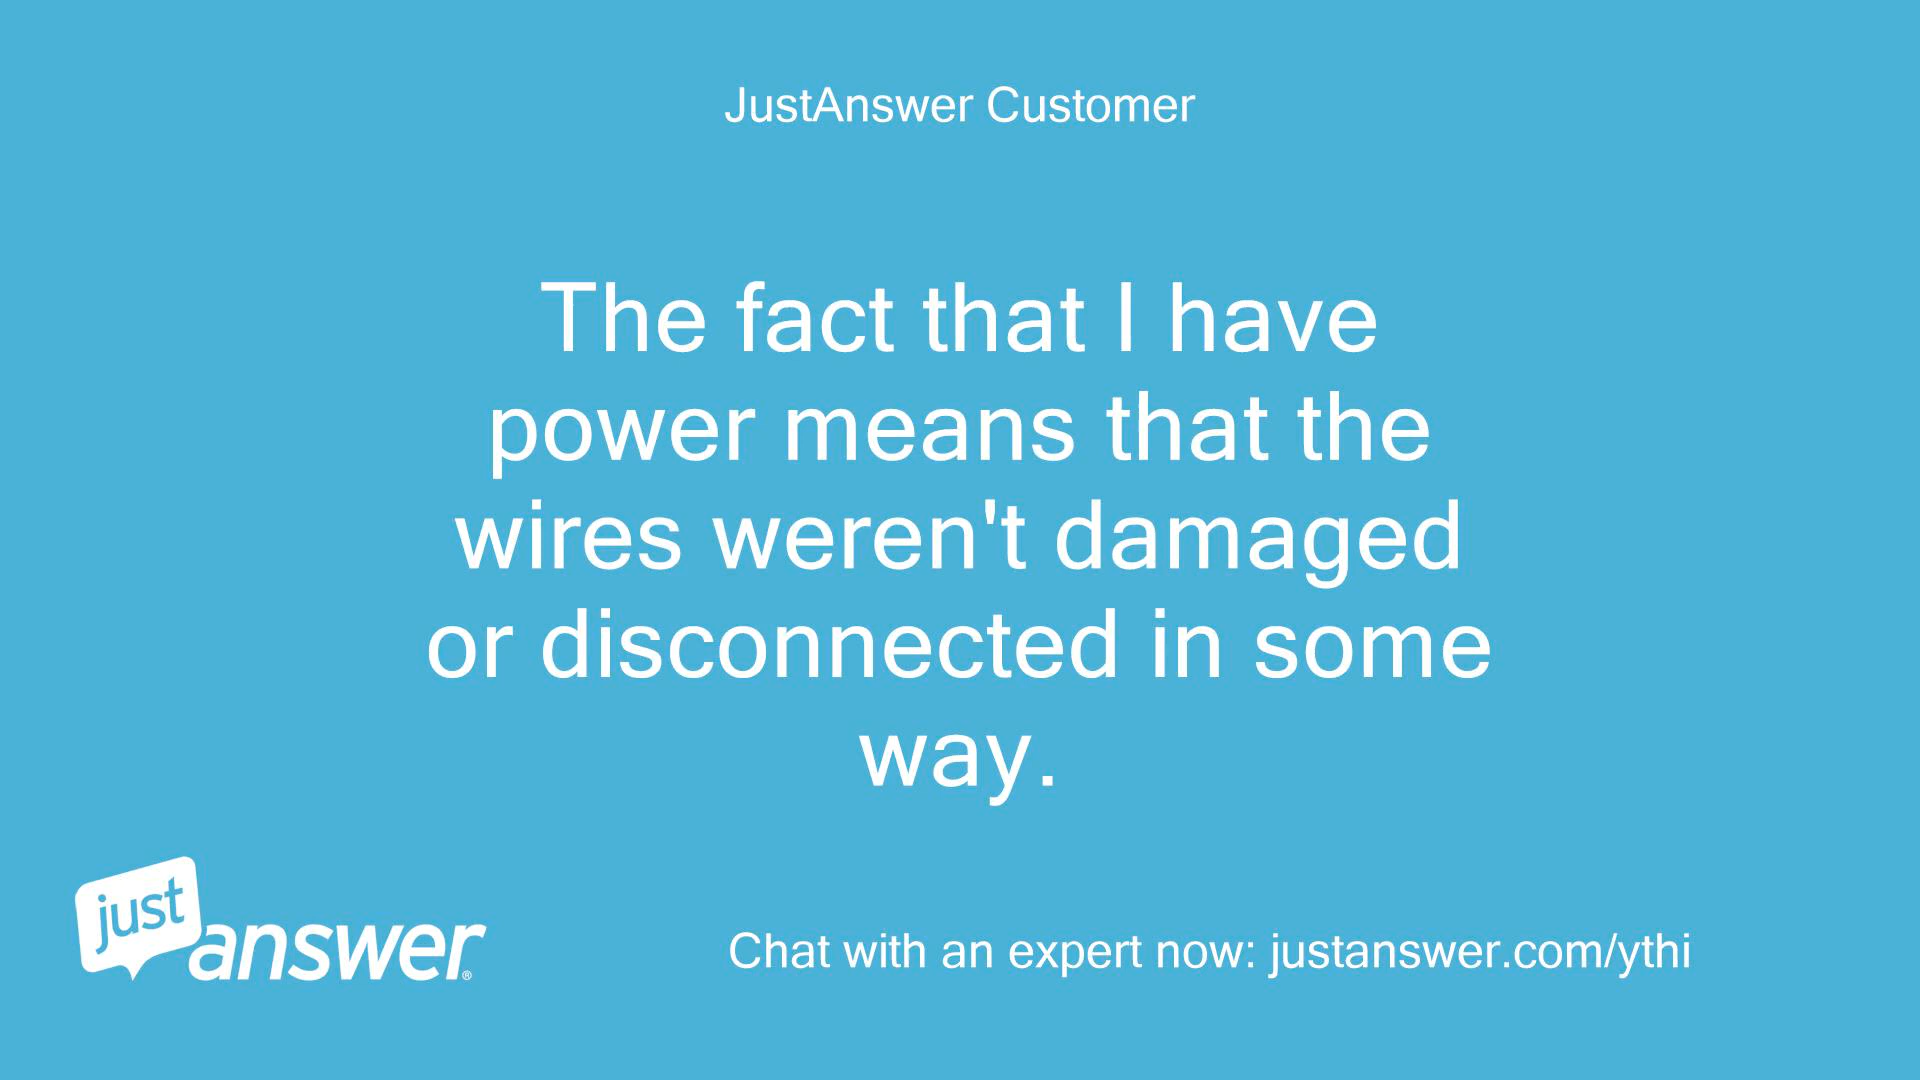 JustAnswer Customer
The fact that I have
power means that the
wires weren't damaged
or disconnected in some
way.
just
answer®
Chat with an expert now: justanswer.com/ythi